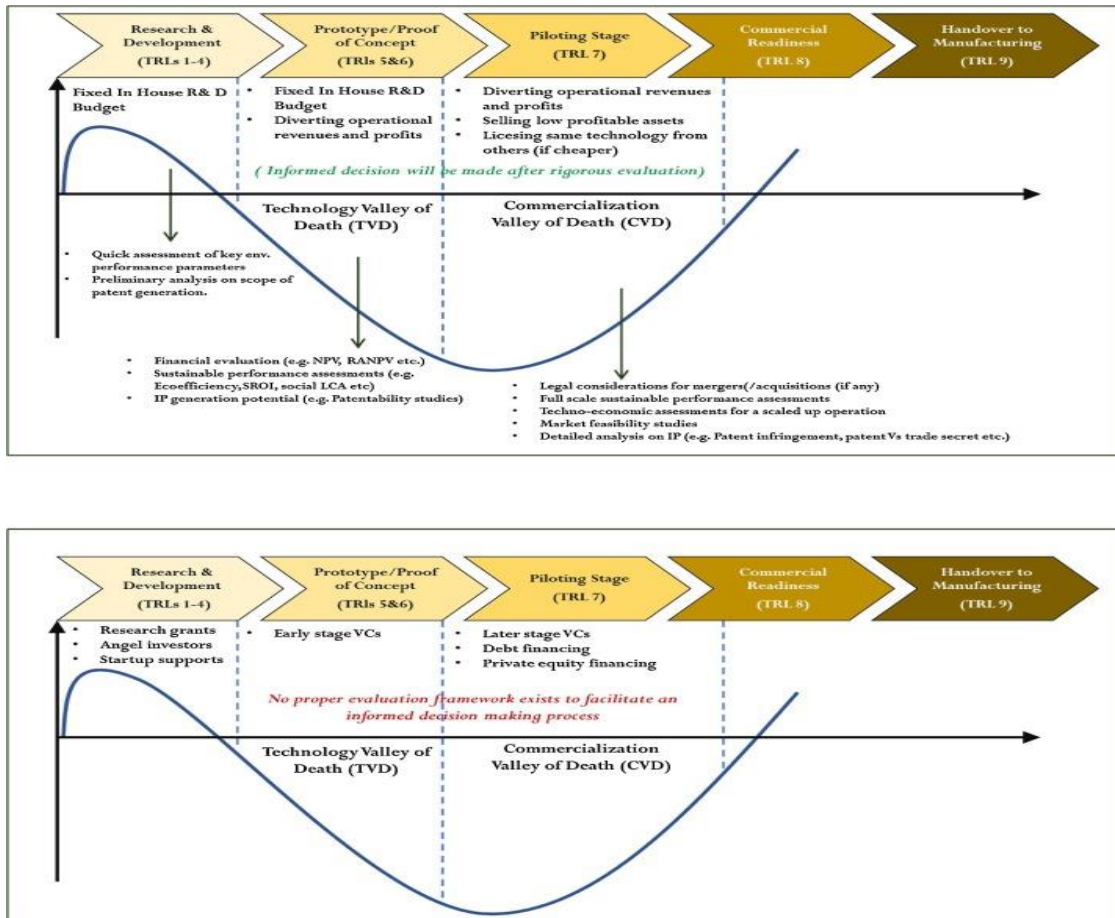 Research &
Development
(TRLs 1-4)
Prototype/Proof
of Concept
(TRls 5&6)
Piloting Stage
(TRL 7)
Commercial
Readiness
(TRL 8)
Handover to
Manufacturing
(TRL 9)
Fixed In House R& D
Budget
• Fixed In House R&D
Budget
• Diverting operational
revenues and profits
• Diverting operational revenues
and profits
• Selling low profitable assets
• Licesing same technology from
others (if cheaper)
( Informed decision will be made after rigorous evaluation)
Technology Valley of
Death (TVD)
Commercialization
Valley of Death (CVD)
• Quick assessment of key env.
performance parameters
• Preliminary analysis on scope of
patent generation.
• Financial evaluation (e.g. NPV, RANPV etc.)
• Sustainable performance assessments (e.g.
Ecoefficiency, SROI, social LCA etc)
• IP generation potential (e.g. Patentability studies)
• Legal considerations for mergers(/acquisitions (if any)
• Full scale sustainable performance assessments
• Techno-economic assessments for a scaled up operation
• Market feasibility studies
• Detailed analysis on IP (e.g. Patent infringement, patent Vs trade secret etc.)
Research &
Development
(TRLs 1-4)
Prototype/Proof
of Concept
(TRls 5&6)
Piloting Stage
(TRL 7)
Commercial
Readiness
(TRL 8)
Handover to
Manufacturing
(TRL 9)
• Research grants
• Angel investors
• Startup supports
• Early stage VCs
• Later stage VCs
• Debt financing
• Private equity financing
No proper evaluation framework exists to facilitate an
informed decision making process
Technology Valley of
Death (TVD)
Commercialization
Valley of Death (CVD)